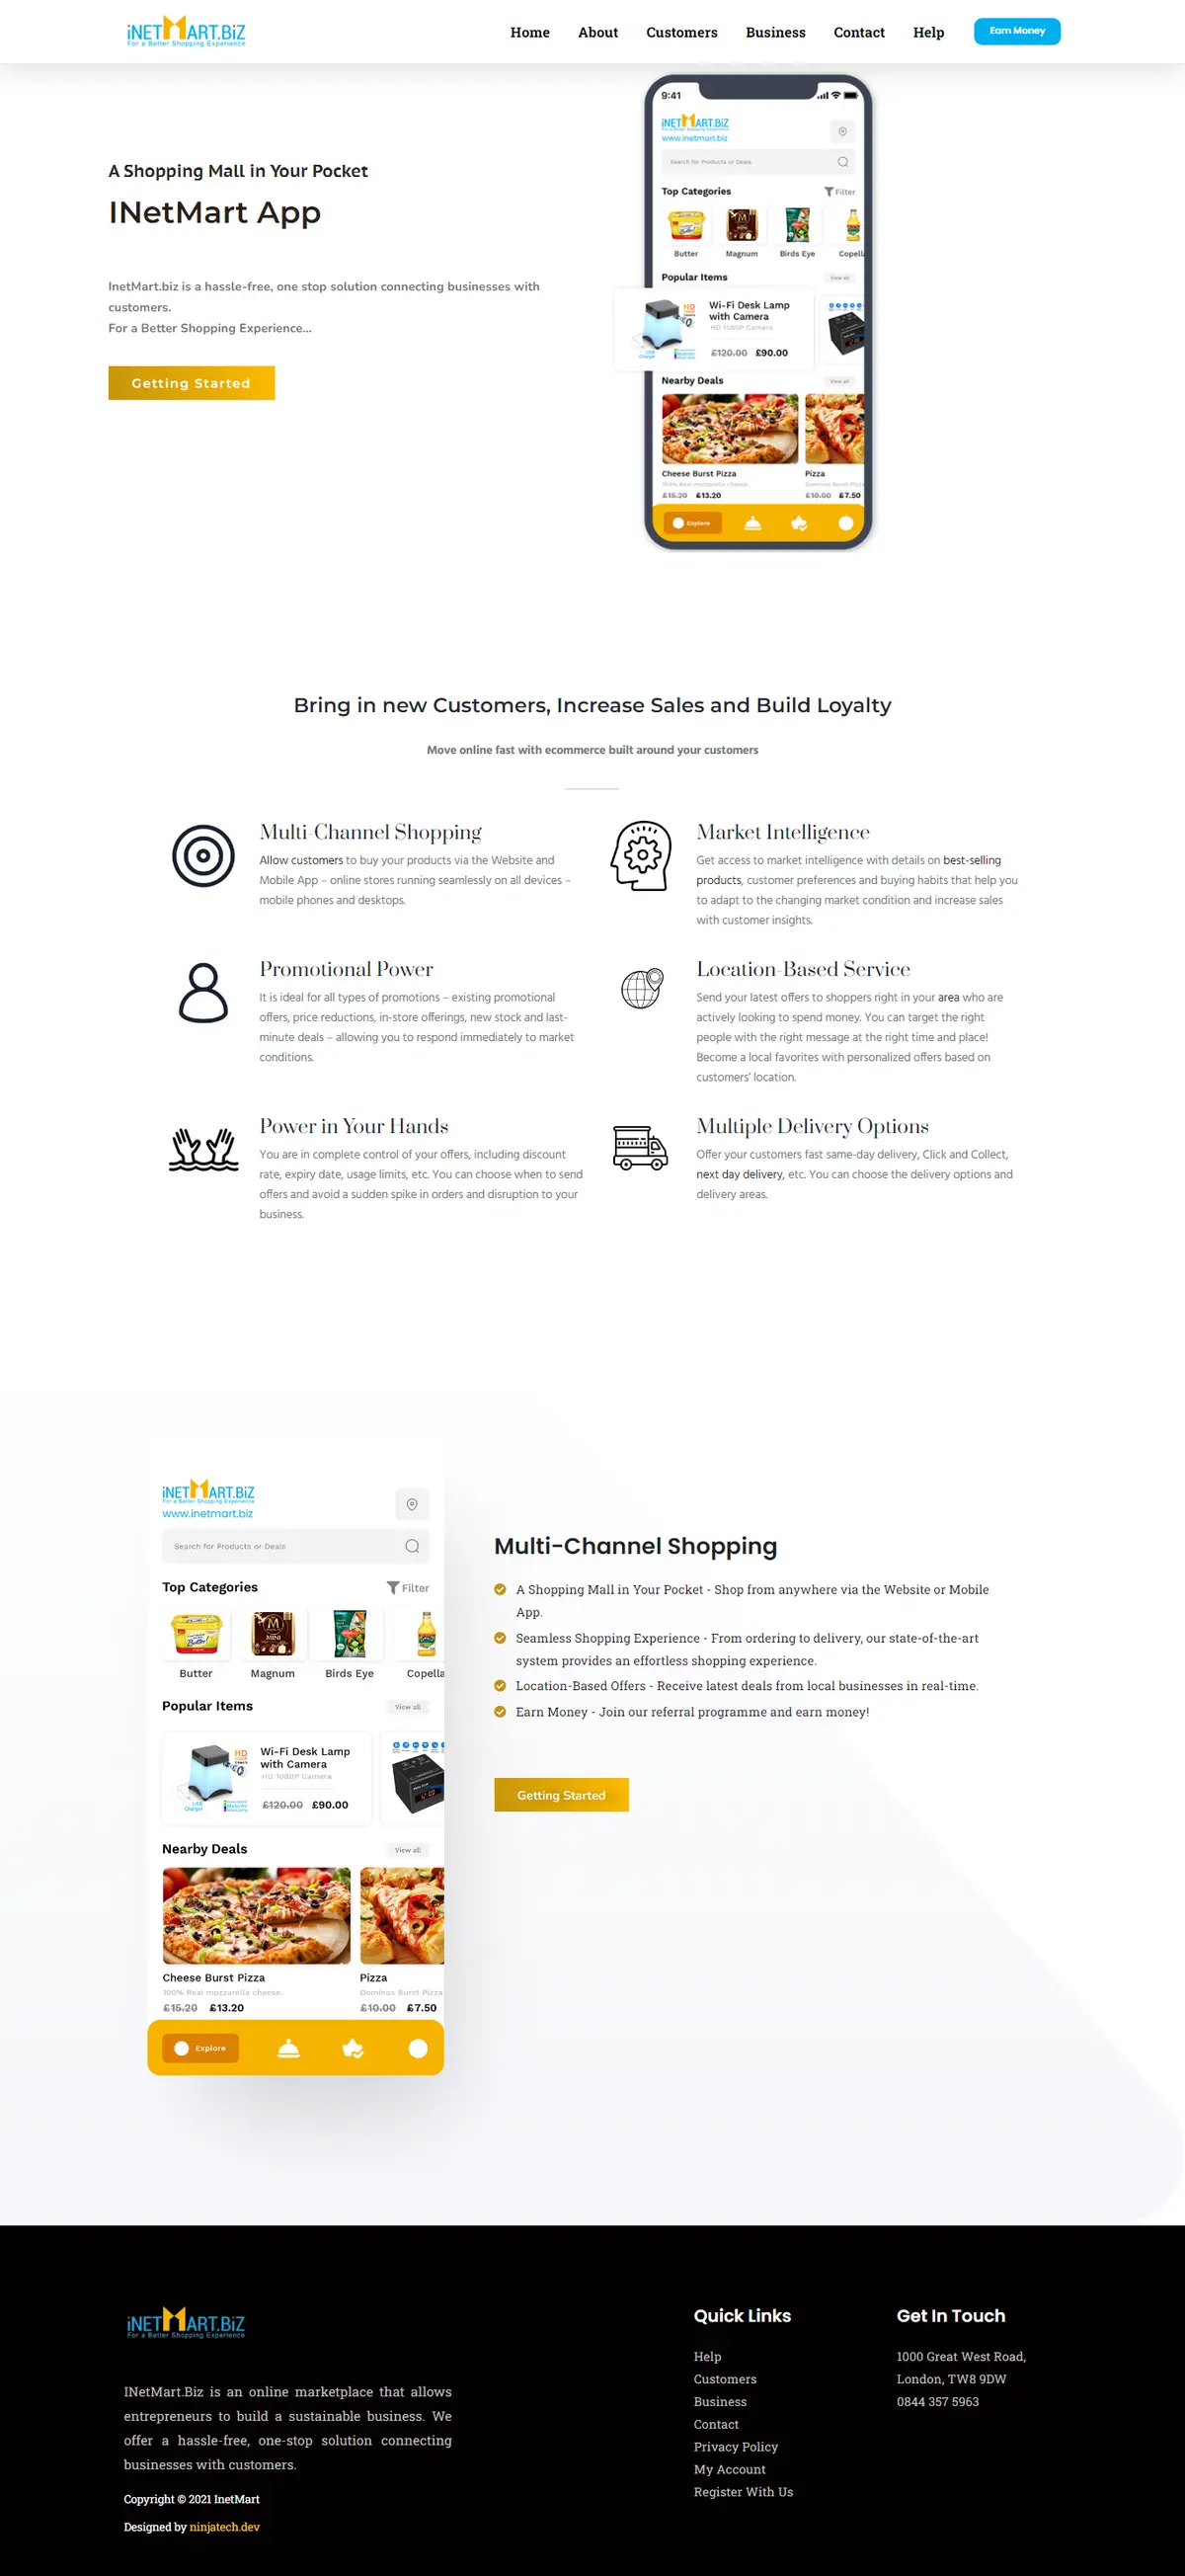 iNETMART.BiZ
For a Better Shopping Experience
Home About Customers Business Contact Help Earn Money
A Shopping Mall in Your Pocket
INetMart App
InetMart.biz is a hassle-free, one stop solution connecting businesses with
customers.
For a Better Shopping Experience...
Getting Started
9:41
iNETMART.BiZ
For a Better Shopping Experience
www.inetmart.biz
Search for Products or Deals
Top Categories Filter
Butter Magnum Birds Eye Copella
Popular Items View all
Wi-Fi Desk Lamp
with Camera
HD 1080P Camera
£120.00 £90.00
Nearby Deals View all
Cheese Burst Pizza Pizza
100% Real mozzarella cheese. Dominos Burst Pizza
£15.20 £13.20 £10.00 £7.50
Explore
Bring in new Customers, Increase Sales and Build Loyalty
Move online fast with ecommerce built around your customers
Multi-Channel Shopping
Allow customers to buy your products via the Website and
Mobile App – online stores running seamlessly on all devices –
mobile phones and desktops.
Market Intelligence
Get access to market intelligence with details on best-selling
products, customer preferences and buying habits that help you
to adapt to the changing market condition and increase sales
with customer insights.
Promotional Power
It is ideal for all types of promotions – existing promotional
offers, price reductions, in-store offerings, new stock and last-
minute deals – allowing you to respond immediately to market
conditions.
Location-Based Service
Send your latest offers to shoppers right in your area who are
actively looking to spend money. You can target the right
people with the right message at the right time and place!
Become a local favorites with personalized offers based on
customers’ location.
Power in Your Hands
You are in complete control of your offers, including discount
rate, expiry date, usage limits, etc. You can choose when to send
offers and avoid a sudden spike in orders and disruption to your
business.
Multiple Delivery Options
Offer your customers fast same-day delivery, Click and Collect,
next day delivery, etc. You can choose the delivery options and
delivery areas.
iNETMART.BiZ
For a Better Shopping Experience
www.inetmart.biz
Search for Products or Deals
Top Categories Filter
Butter Magnum Birds Eye Copella
Popular Items View all
HD
USB
Charger
Wi-Fi Desk Lamp
with Camera
HD 1080P Camera
£120.00 £90.00
Nearby Deals View all
Cheese Burst Pizza Pizza
100% Real mozzarella cheese. Dominos Burst Pizza
£15.20 £13.20 £10.00 £7.50
Explore
Multi-Channel Shopping
A Shopping Mall in Your Pocket - Shop from anywhere via the Website or Mobile
App.
Seamless Shopping Experience - From ordering to delivery, our state-of-the-art
system provides an effortless shopping experience.
Location-Based Offers - Receive latest deals from local businesses in real-time.
Earn Money - Join our referral programme and earn money!
Getting Started
iNETMART.BiZ
For a Better Shopping Experience
INetMart.Biz is an online marketplace that allows
entrepreneurs to build a sustainable business. We
offer a hassle-free, one-stop solution connecting
businesses with customers.
Copyright © 2021 InetMart
Designed by ninjatech.dev
Quick Links
Help
Customers
Business
Contact
Privacy Policy
My Account
Register With Us
Get In Touch
1000 Great West Road,
London, TW8 9DW
0844 357 5963